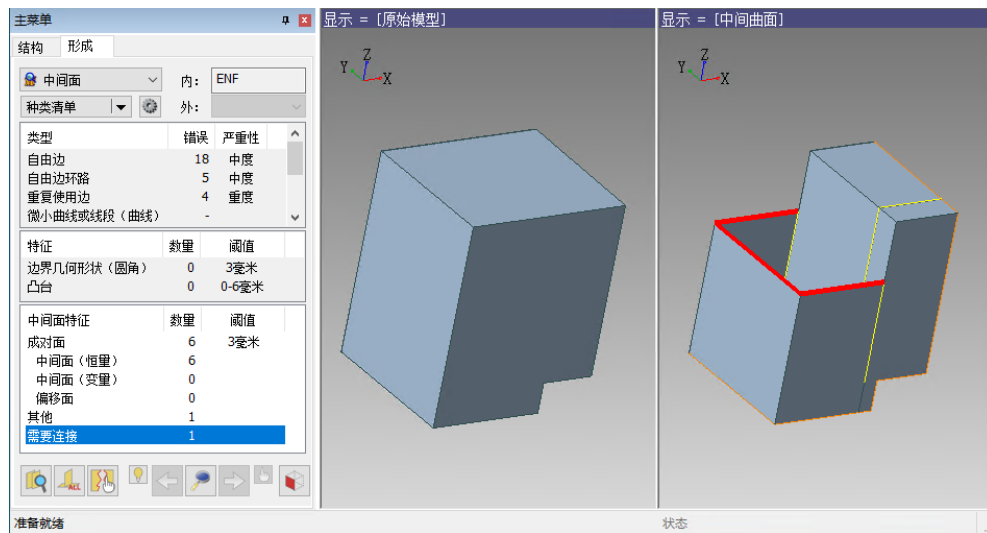 主菜单
结构 形成
中间面 内: ENF
种类清单 外:
类型 错误 严重性
自由边 18 中度
自由边环路 5 中度
重复使用边 4 重度
微小曲线或线段（曲线） -
特征 数量 阈值
边界几何形状（圆角） 0 3毫米
凸台 0 0-6毫米
中间面特征 数量 阈值
成对面 6 3毫米
中间面（恒量） 6
中间面（变量） 0
偏移面 0
其他 1
需要连接 1
ALL
准备就绪
显示 = [原始模型]
Z
Y X
显示 = [中间曲面]
Z
Y X
状态